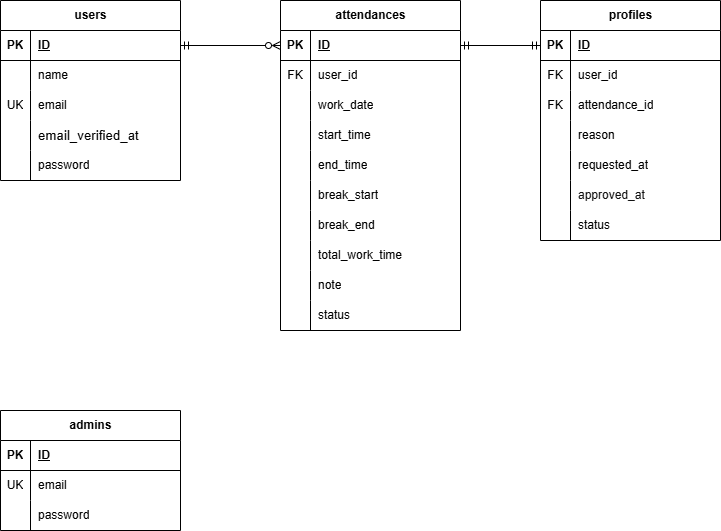 users
PK ID
name
UK email
email_verified_at
password
attendances
PK ID
FK user_id
work_date
start_time
end_time
break_start
break_end
total_work_time
note
status
profiles
PK ID
FK user_id
FK attendance_id
reason
requested_at
approved_at
status
admins
PK ID
UK email
password